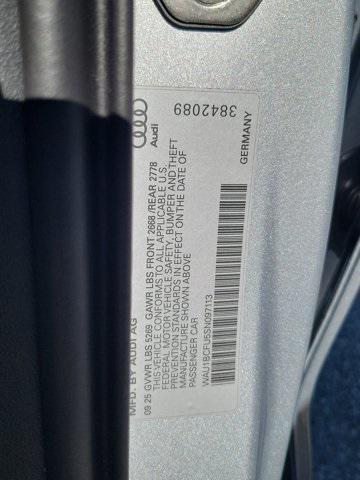 MFD. BY AUDI AG
09 25 GVWR LBS 5269 GAWR LBS FRONT 2668 / REAR 2778
THIS VEHICLE CONFORMS TO ALL APPLICABLE U.S.
FEDERAL MOTOR VEHICLE SAFETY, BUMPER AND THEFT
PREVENTION STANDARDS IN EFFECT ON THE DATE OF
MANUFACTURE SHOWN ABOVE
PASSENGER CAR
WAU1BCFU5SN097113
Audi
3842089
GERMANY